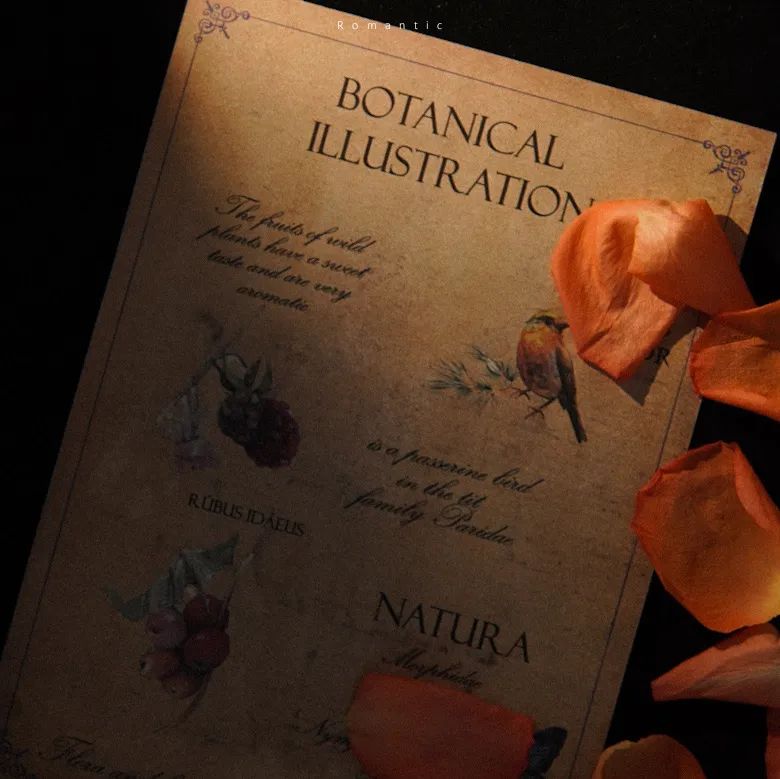 Romantic
BOTANICAL
ILLUSTRATION
The fruits of wild
plants have a sweet
taste and are very
aromatic
RUBUS IDAEUS
is a passerine bird
in the tit
family Paridae
NATURA
Morphidae